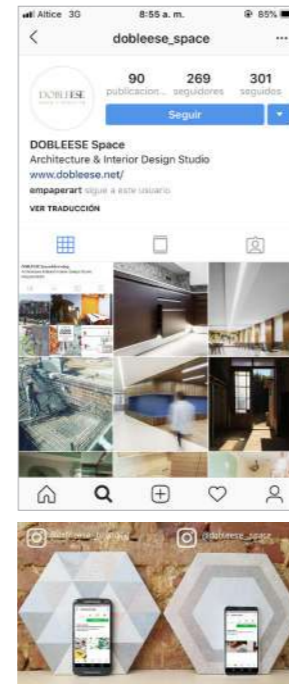 Altice 3G 8:55 a. m. 85%
dobleese_space
DOBLEESE
90 269 301
publicacion... seguidores seguidos
Seguir
DOBLEESE Space
Architecture & Interior Design Studio
www.dobleese.net/
empaperart sigue a este usuario
VER TRADUCCIÓN
@dobleese_space